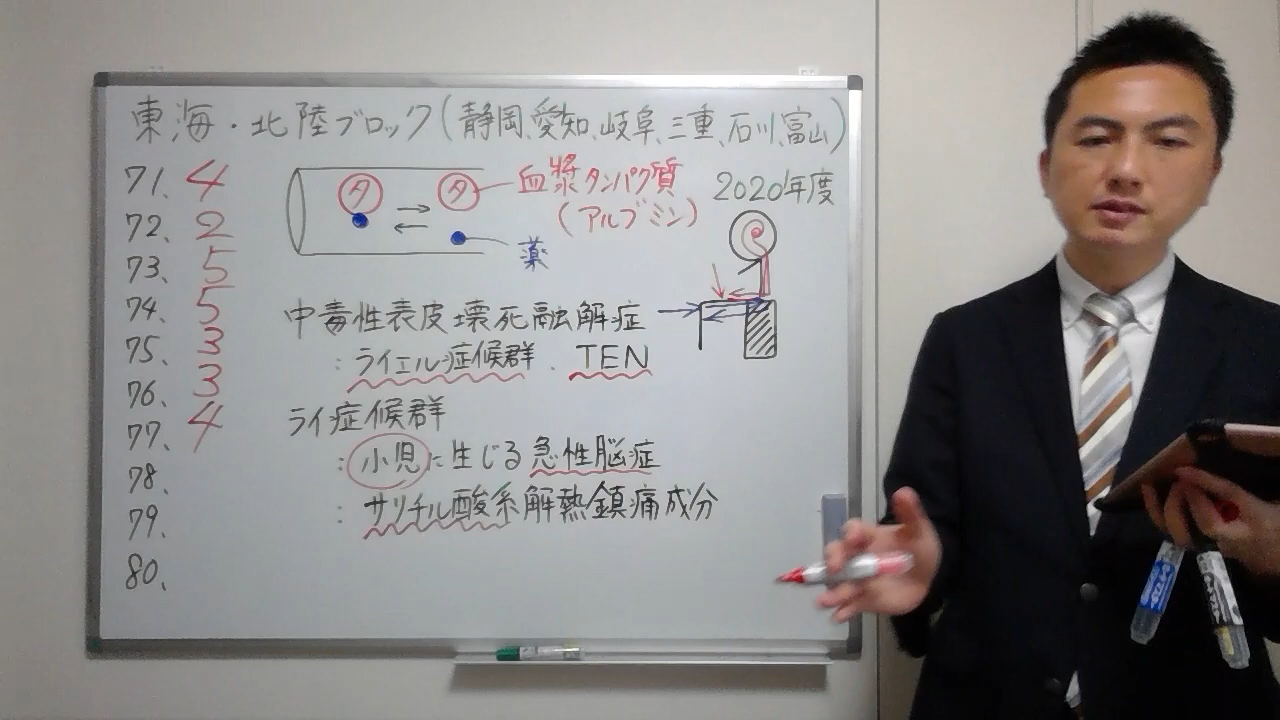 東海・北陸ブロック(静岡、愛知、岐阜、三重、石川、富山)
2020年度
71、4
72、2
73、5
74、5
75、3
76、3
77、4
78、
79、
80、
タ
タ
血漿タンパク質
(アルブミン)
薬
中毒性表皮壊死融解症
:ライエル症候群.TEN
ライ症候群
:小児に生じる急性脳症
:サリチル酸系解熱鎮痛成分